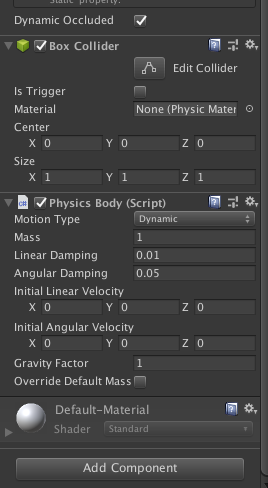 Static' property.
Dynamic Occluded
Box Collider
Edit Collider
Is Trigger
Material None (Physic Mater
Center
X 0 Y 0 Z 0
Size
X 1 Y 1 Z 1
C#
Physics Body (Script)
Motion Type Dynamic
Mass 1
Linear Damping 0.01
Angular Damping 0.05
Initial Linear Velocity
X 0 Y 0 Z 0
Initial Angular Velocity
X 0 Y 0 Z 0
Gravity Factor 1
Override Default Mass
Default-Material
Shader Standard
Add Component